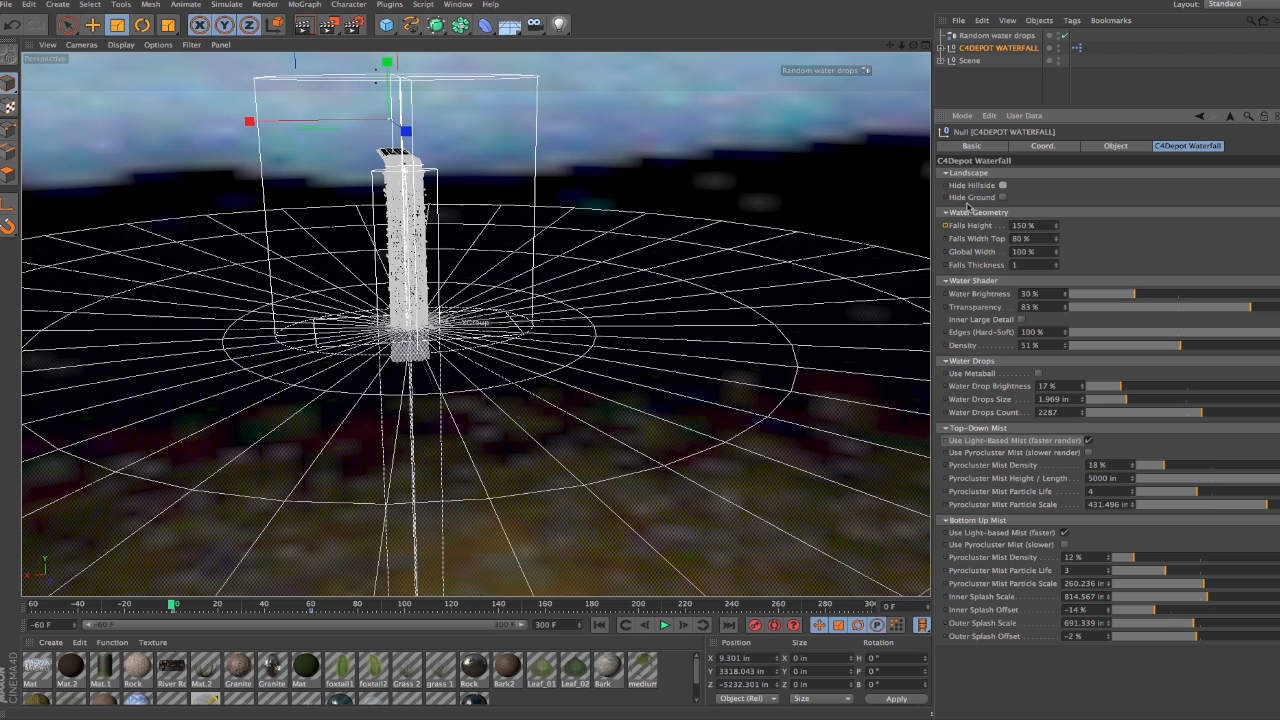 File Edit Create Select Tools Mesh Animate Simulate Render MoGraph Character Plugins Script Window Help
Layout: Standard
View Cameras Display Options Filter Panel
Perspective
Random water drops
X Y Z
File Edit View Objects Tags Bookmarks
Random water drops
C4DEPOT WATERFALL
Scene
Mode Edit User Data
Null [C4DEPOT WATERFALL]
Basic Coord. Object C4Depot Waterfall
C4Depot Waterfall
Landscape
Hide Hillside
Hide Ground
Water Geometry
Falls Height . . . 150 %
Falls Width Top 80 %
Global Width . . 100 %
Falls Thickness 1
Water Shader
Water Brightness 30 %
Ttransparency 83 %
Inner Large Detail
Edges (Hard-Soft) 100 %
Density . . . . . . . . . 51 %
Water Drops
Use Metaball . . . . . . . .
Water Drop Brightness 17 %
Water Drops Size . . . . 1.969 in
Water Drops Count . . . 2287
Top-Down Mist
Use Light-Based Mist (faster render)
Use Pyrocluster Mist (slower render)
Pyrocluster Mist Density 18 %
Pyrocluster Mist Height / Length 5000 in
Pyrocluster Mist Particle Life 4
Pyrocluster Mist Particle Scale 431.496 in
Bottom Up Mist
Use Light-based Mist (faster)
Use Pyrocluster Mist (slower)
Pyrocluster Mist Density 12 %
Pyrocluster Mist Particle Life 3
Pyrocluster Mist Particle Scale 260.236 in
Inner Splash Scale 814.567 in
Inner Splash Offset -14 %
Outer Splash Scale 691.339 in
Outer Splash Offset -2 %
Y
X
-20 0 20 40 60 80 100 120 140 160 180 200 220 240 260 280
0 F
-60 F -60 F 300 F 300 F
P
Create Edit Function Texture
Position Size Rotation
X 9.301 in X 0 in H 0 °
Y 3318.043 in Y 0 in P 0 °
Z -5232.301 in Z 0 in B 0 °
Object (Rel) Size Apply
Mat Mat.2 Mat.1 Rock Mat.2 Granite Granite Mat foxtail1 foxtail2 Grass 2 grass 1 Rock Bark2 Leaf_01 Leaf_02 Bark medium
MAXON
CINEMA4D